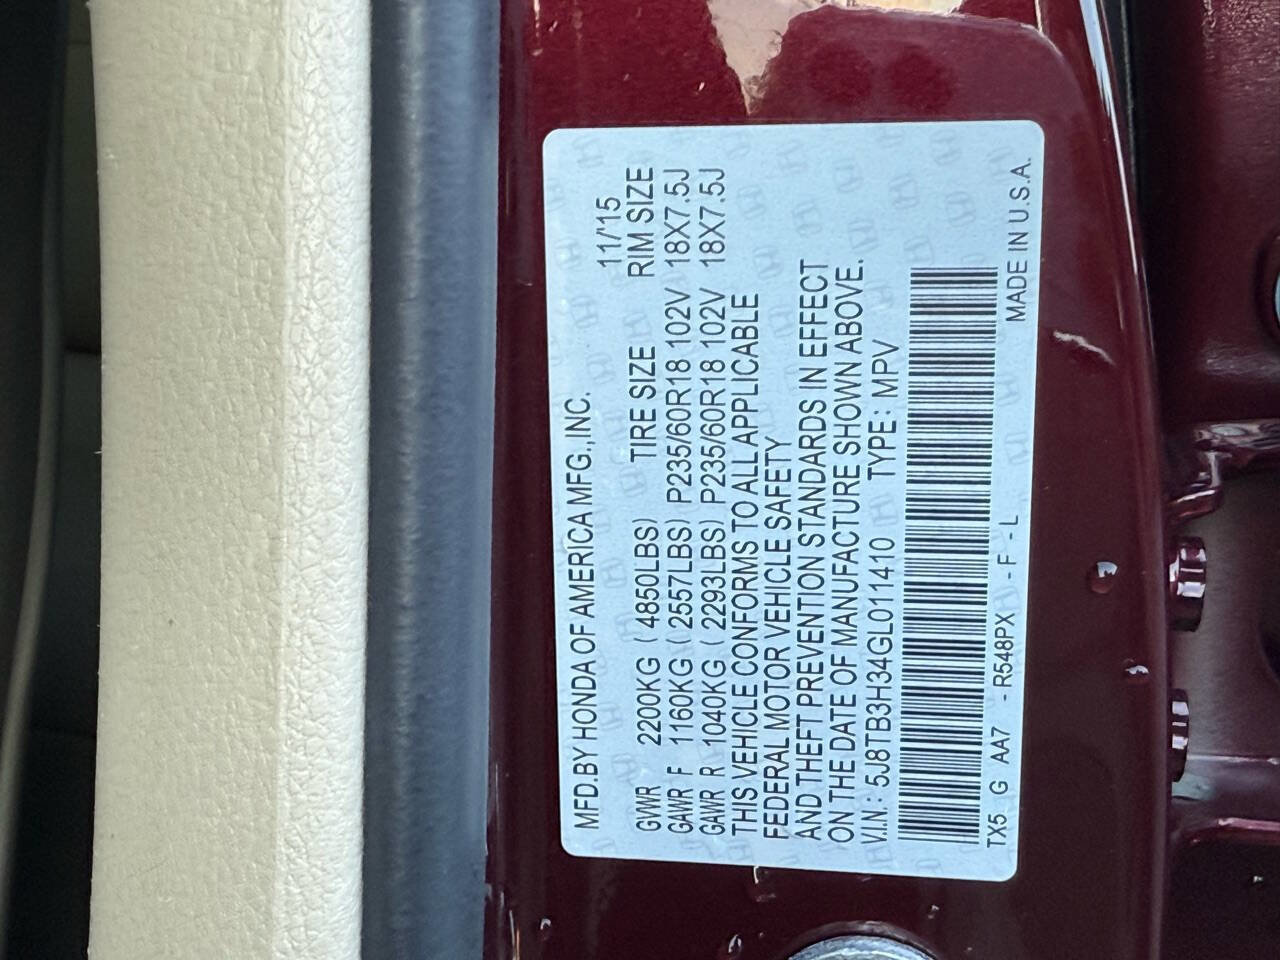 MFD.BY HONDA OF AMERICA MFG.,INC. 11/'15
GVWR 2200KG ( 4850LBS) TIRE SIZE RIM SIZE
GAWR F 1160KG ( 2557LBS) P235/60R18 102V 18X7.5J
GAWR R 1040KG ( 2293LBS) P235/60R18 102V 18X7.5J
THIS VEHICLE CONFORMS TO ALL APPLICABLE
FEDERAL MOTOR VEHICLE SAFETY
AND THEFT PREVENTION STANDARDS IN EFFECT
ON THE DATE OF MANUFACTURE SHOWN ABOVE.
V.I.N.: 5J8TB3H34GL011410 TYPE: MPV
TX5 G AA7 - R548PX - F - L MADE IN U.S.A.